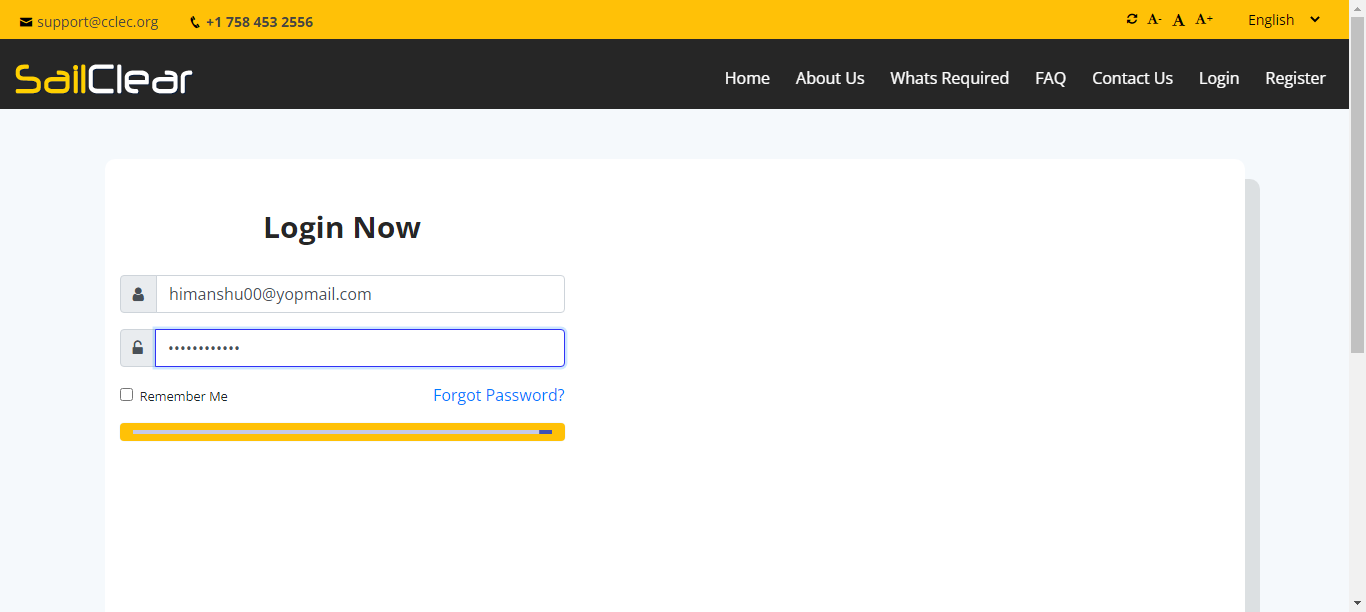 support@cclec.org +1 758 453 2556 A- A A+ English
SailClear Home About Us Whats Required FAQ Contact Us Login Register
Login Now
himanshu00@yopmail.com
••••••••••••
Remember Me Forgot Password?